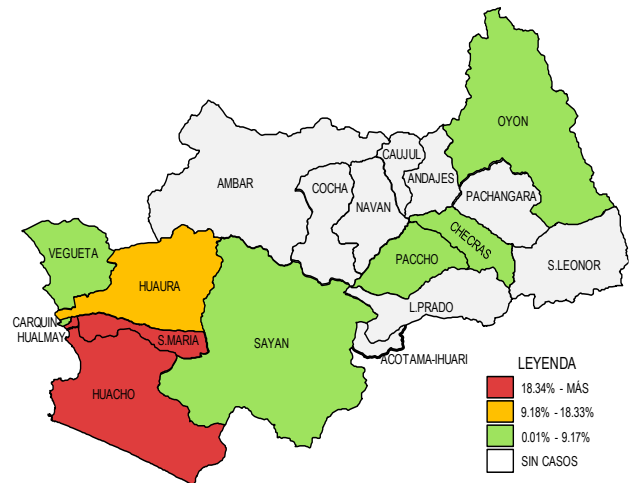 OYON
CAUJUL
ANDAJES
AMBAR
COCHA
NAVAN
PACHANGARA
CHECRAS
VEGUETA
PACCHO
S.LEONOR
HUAURA
L.PRADO
CARQUIN
HUALMAY
S.MARIA
SAYAN
ACOTAMA-IHUARI
HUACHO
LEYENDA
18.34% - MÁS
9.18% - 18.33%
0.01% - 9.17%
SIN CASOS